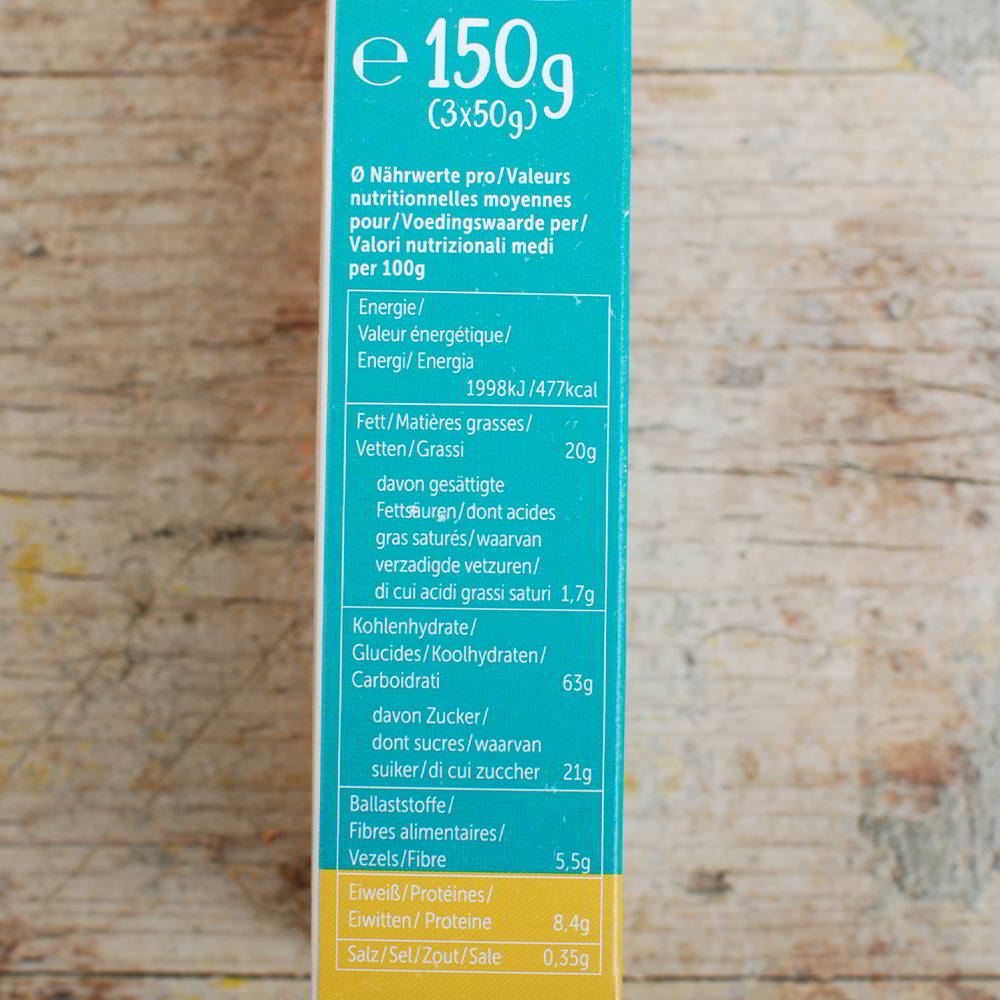 ℮ 150g
(3x50g)
Ø Nährwerte pro/Valeurs
nutritionnelles moyennes
pour/Voedingswaarde per/
Valori nutrizionali medi
per 100g
Energie/
Valeur énergétique/
Energi/ Energia
1998kJ/477kcal
Fett/Matières grasses/
Vetten/Grassi 20g
davon gesättigte
Fettsäuren/dont acides
gras saturés/waarvan
verzadigde vetzuren/
di cui acidi grassi saturi 1,7g
Kohlenhydrate/
Glucides/Koolhydraten/
Carboidrati 63g
davon Zucker/
dont sucres/waarvan
suiker/di cui zuccher 21g
Ballaststoffe/
Fibres alimentaires/
Vezels/Fibre 5,5g
Eiweiß/Protéines/
Eiwitten/ Proteine 8,4g
Salz/Sel/Zout/Sale 0,35g